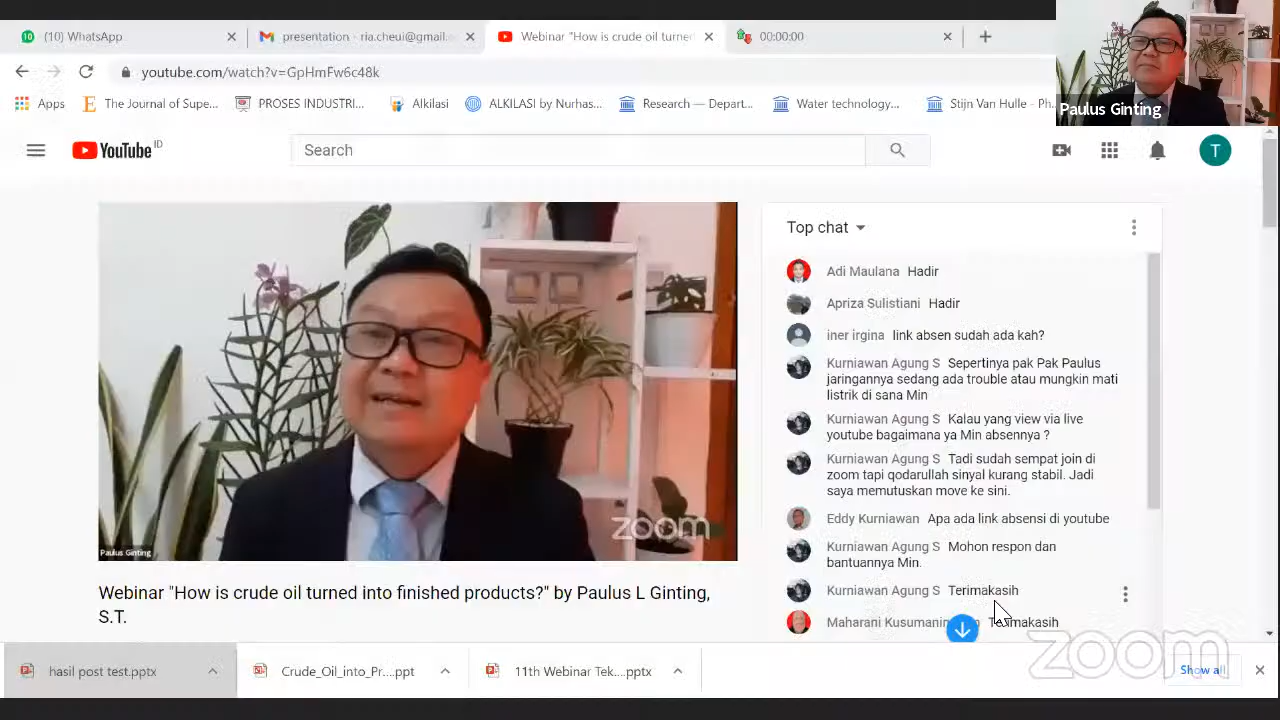 (10) WhatsApp
presentation - ria.cheui@gmail.
Webinar "How is crude oil turned
00:00:00
youtube.com/watch?v=GpHmFw6c48k
Apps
The Journal of Supe...
PROSES INDUSTRI...
Alkilasi
ALKILASI by Nurhas...
Research — Depart...
Water technology...
Stijn Van Hulle - Ph
Paulus Ginting
YouTube ID
Search
T
Top chat
Adi Maulana Hadir
Apriza Sulistiani Hadir
iner irgina link absen sudah ada kah?
Kurniawan Agung S Sepertinya pak Pak Paulus
jaringannya sedang ada trouble atau mungkin mati
listrik di sana Min
Kurniawan Agung S Kalau yang view via live
youtube bagaimana ya Min absennya ?
Kurniawan Agung S Tadi sudah sempat join di
zoom tapi qodarullah sinyal kurang stabil. Jadi
saya memutuskan move ke sini.
Eddy Kurniawan Apa ada link absensi di youtube
Kurniawan Agung S Mohon respon dan
bantuannya Min.
Kurniawan Agung S Terimakasih
Maharani Kusumanin
zoom
Paulus Ginting
Webinar "How is crude oil turned into finished products?" by Paulus L Ginting,
S.T.
hasil post test.pptx
Crude_Oil_into_Pr....ppt
11th Webinar Tek....pptx
zoom
Show all